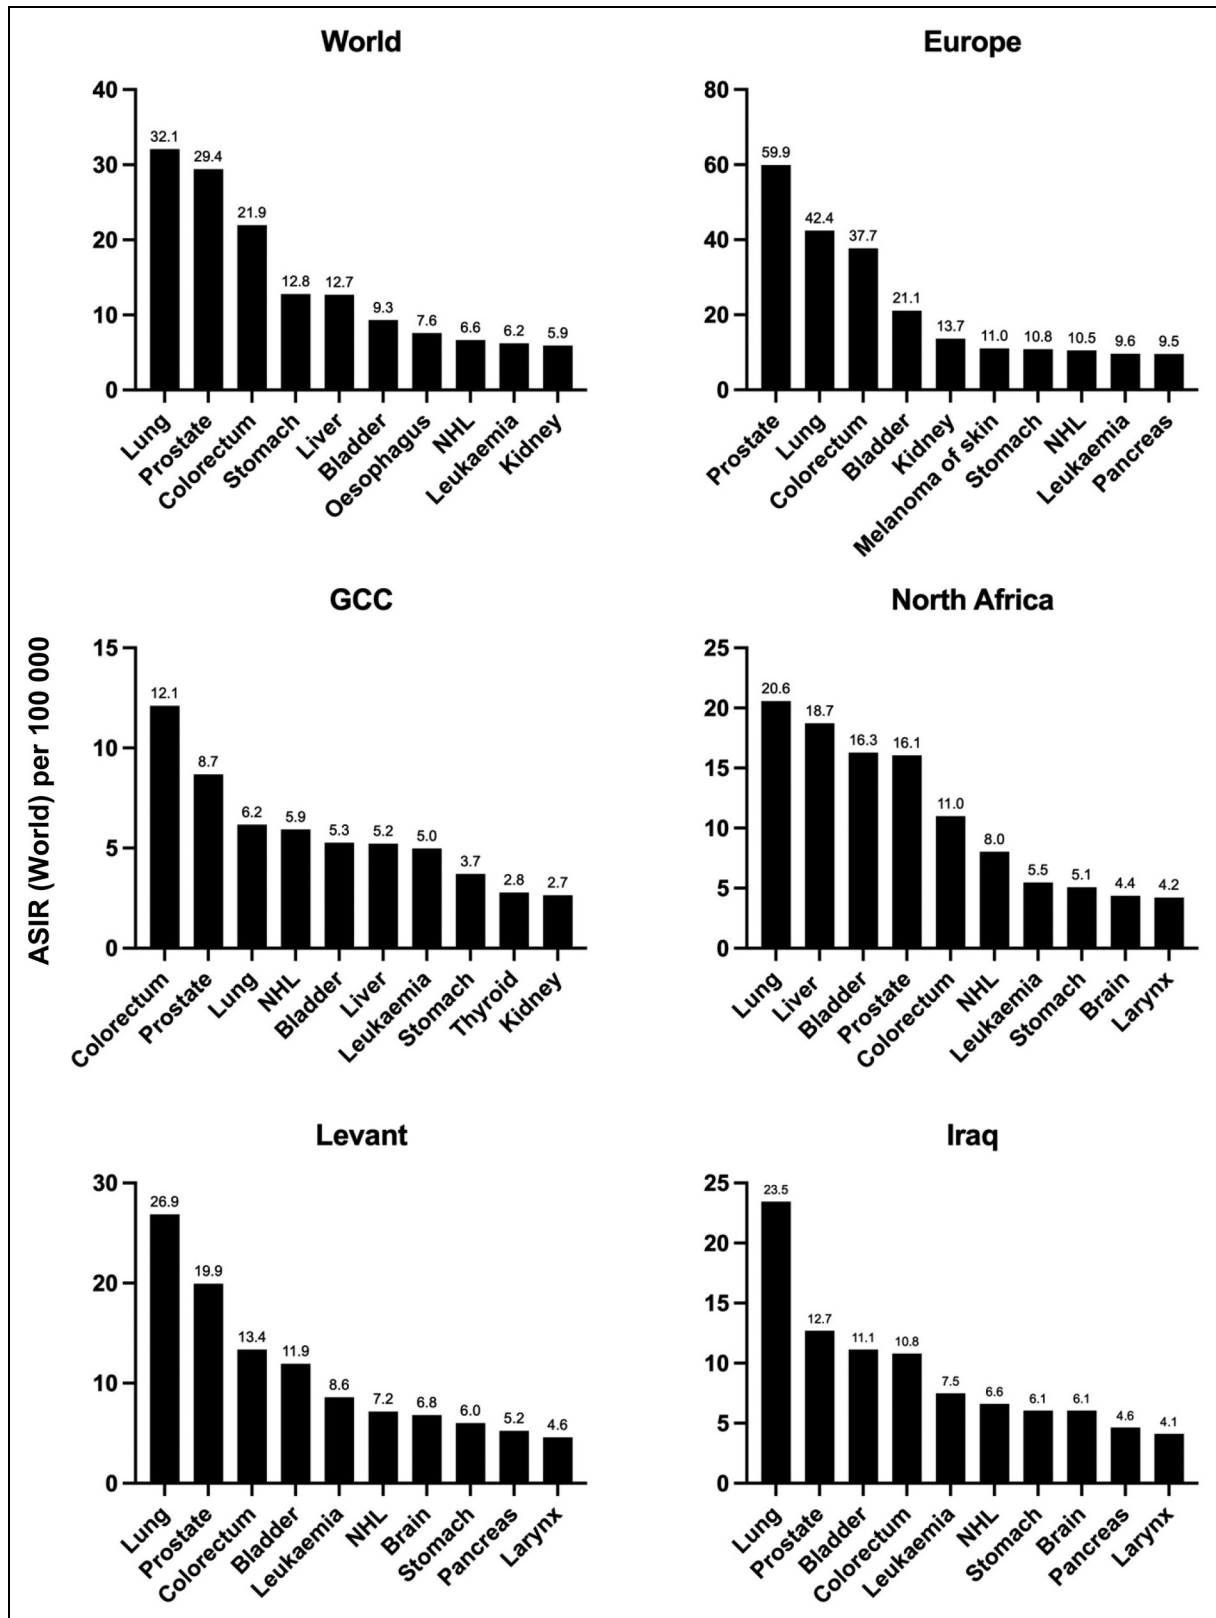 World
40
30
20
10
0
32.1
29.4
21.9
12.8
12.7
9.3
7.6
6.6
6.2
5.9
Lung
Prostate
Colorectum
Stomach
Liver
Bladder
Oesophagus
NHL
Leukaemia
Kidney
Europe
80
60
40
20
0
59.9
42.4
37.7
21.1
13.7
11.0
10.8
10.5
9.6
9.5
Prostate
Lung
Colorectum
Bladder
Kidney
Melanoma of skin
Stomach
NHL
Leukaemia
Pancreas
ASIR (World) per 100 000
GCC
15
10
5
0
12.1
8.7
6.2
5.9
5.3
5.2
5.0
3.7
2.8
2.7
Colorectum
Prostate
Lung
NHL
Bladder
Liver
Leukaemia
Stomach
Thyroid
Kidney
North Africa
25
20
15
10
5
0
20.6
18.7
16.3
16.1
11.0
8.0
5.5
5.1
4.4
4.2
Lung
Liver
Bladder
Prostate
Colorectum
NHL
Leukaemia
Stomach
Brain
Larynx
Levant
30
20
10
0
26.9
19.9
13.4
11.9
8.6
7.2
6.8
6.0
5.2
4.6
Lung
Prostate
Colorectum
Bladder
Leukaemia
NHL
Brain
Stomach
Pancreas
Larynx
Iraq
25
20
15
10
5
0
23.5
12.7
11.1
10.8
7.5
6.6
6.1
6.1
4.6
4.1
Lung
Prostate
Bladder
Colorectum
Leukaemia
NHL
Stomach
Brain
Pancreas
Larynx